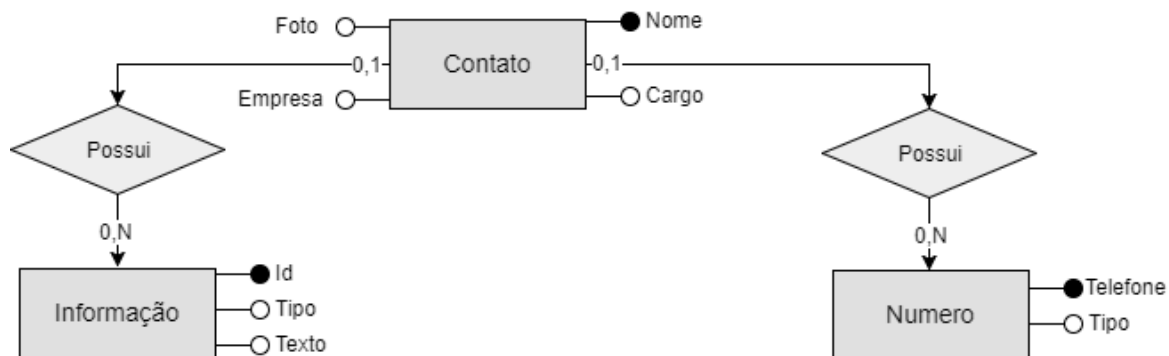 Foto
Nome
0,1
Contato
0,1
Empresa
Cargo
Possui
Possui
0,N
0,N
Id
Informação
Tipo
Texto
Telefone
Numero
Tipo